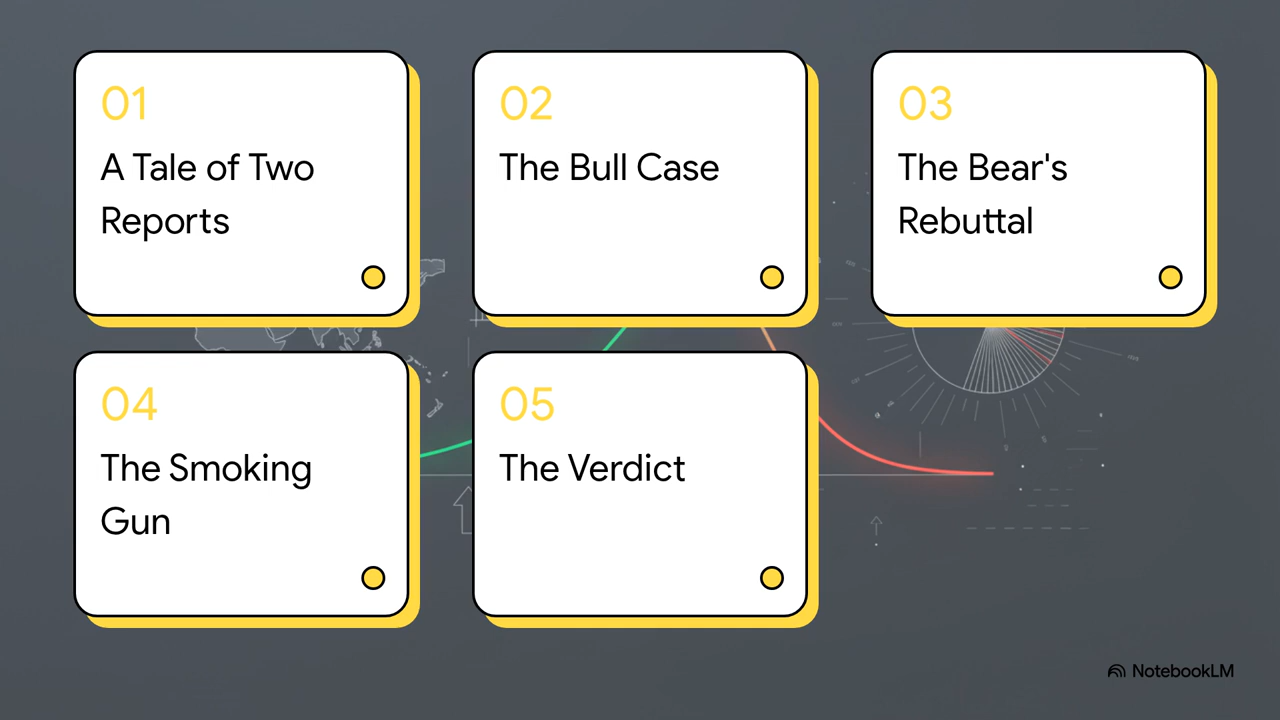 01
A Tale of Two
Reports
02
The Bull Case
03
The Bear's
Rebuttal
04
The Smoking
Gun
05
The Verdict
NotebookLM